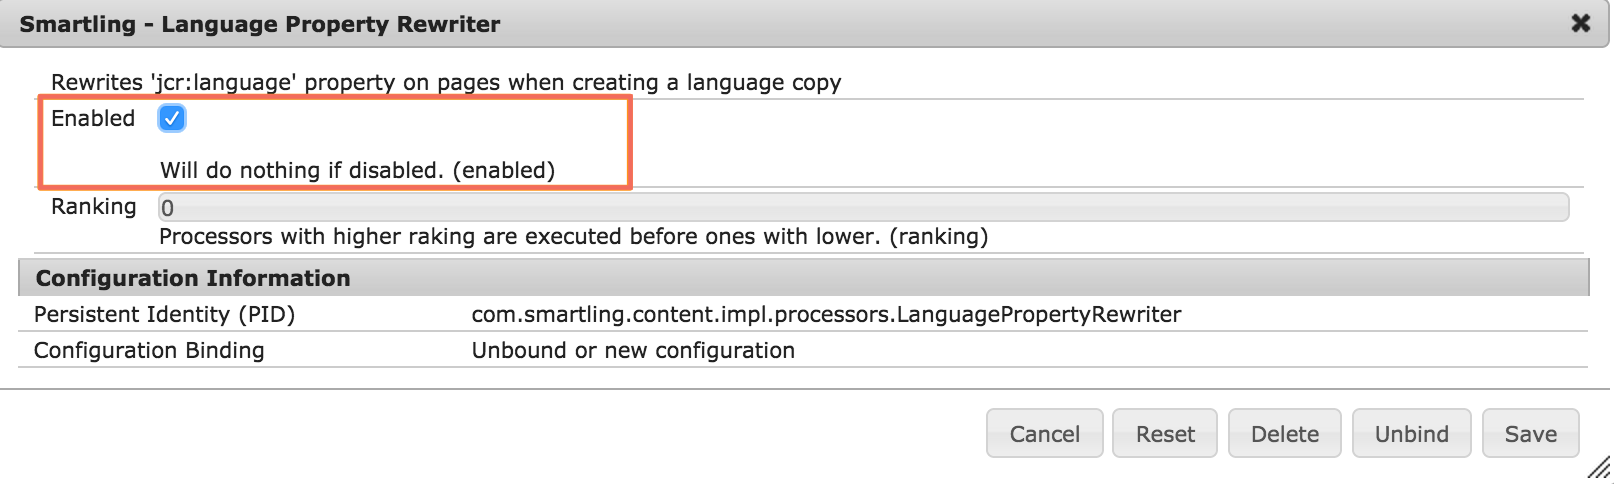 Smartling - Language Property Rewriter
Rewrites 'jcr:language' property on pages when creating a language copy
Enabled
Will do nothing if disabled. (enabled)
Ranking 0
Processors with higher raking are executed before ones with lower. (ranking)
Configuration Information
Persistent Identity (PID) com.smartling.content.impl.processors.LanguagePropertyRewriter
Configuration Binding Unbound or new configuration
Cancel Reset Delete Unbind Save